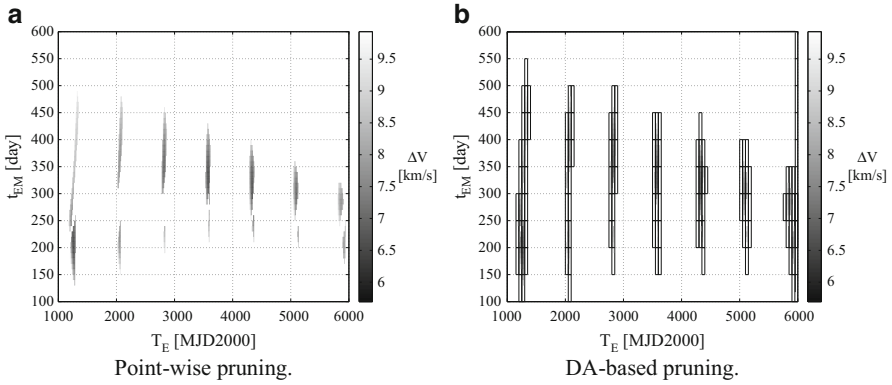 a
600
550
500
450
400
350
300
250
200
150
100
t_EM [day]
1000 2000 3000 4000 5000 6000
T_E [MJD2000]
9.5
9
8.5
8
7.5
7
6.5
6
ΔV
[km/s]
Point-wise pruning.
b
600
550
500
450
400
350
300
250
200
150
100
t_EM [day]
1000 2000 3000 4000 5000 6000
T_E [MJD2000]
9.5
9
8.5
8
7.5
7
6.5
6
ΔV
[km/s]
DA-based pruning.